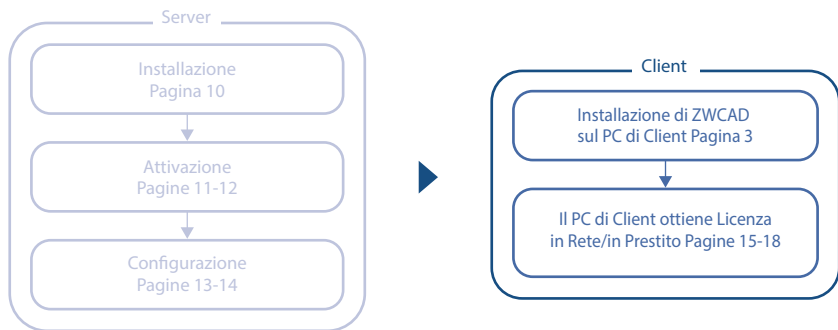 Server
Installazione
Pagina 10
Attivazione
Pagine 11-12
Configurazione
Pagine 13-14
Client
Installazione di ZWCAD
sul PC di Client Pagina 3
Il PC di Client ottiene Licenza
in Rete/in Prestito Pagine 15-18